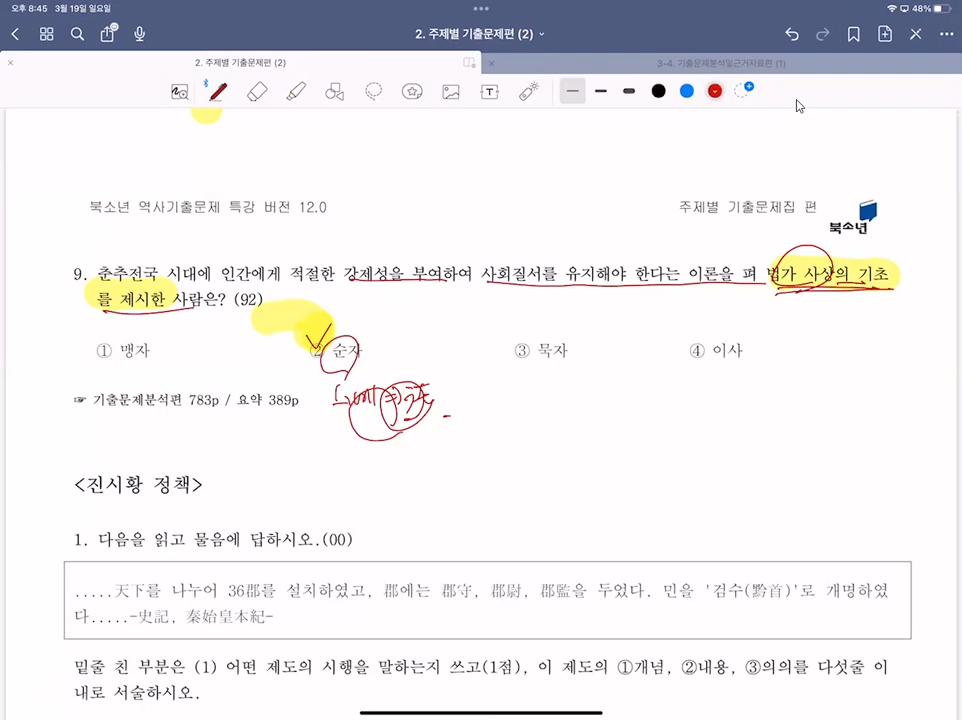 오후 8:45 3월 19일 일요일
48%
2. 주제별 기출문제편 (2)
2. 주제별 기출문제편 (2)
3-4. 기출문제분석및근거자료편 (1)
북소년 역사기출문제 특강 버전 12.0
주제별 기출문제집 편
북소년
9. 춘추전국 시대에 인간에게 적절한 강제성을 부여하여 사회질서를 유지해야 한다는 이론을 펴 법가 사상의 기초
를 제시한 사람은? (92)
① 맹자
② 순자
③ 묵자
④ 이사
☞ 기출문제분석편 783p / 요약 389p
<진시황 정책>
1. 다음을 읽고 물음에 답하시오.(00)
.....天下를 나누어 36郡를 설치하였고, 郡에는 郡守, 郡尉, 郡監을 두었다. 민을 '검수(黔首)'로 개명하였
다.....-史記, 秦始皇本紀-
밑줄 친 부분은 (1) 어떤 제도의 시행을 말하는지 쓰고(1점), 이 제도의 ①개념, ②내용, ③의의를 다섯줄 이
내로 서술하시오.